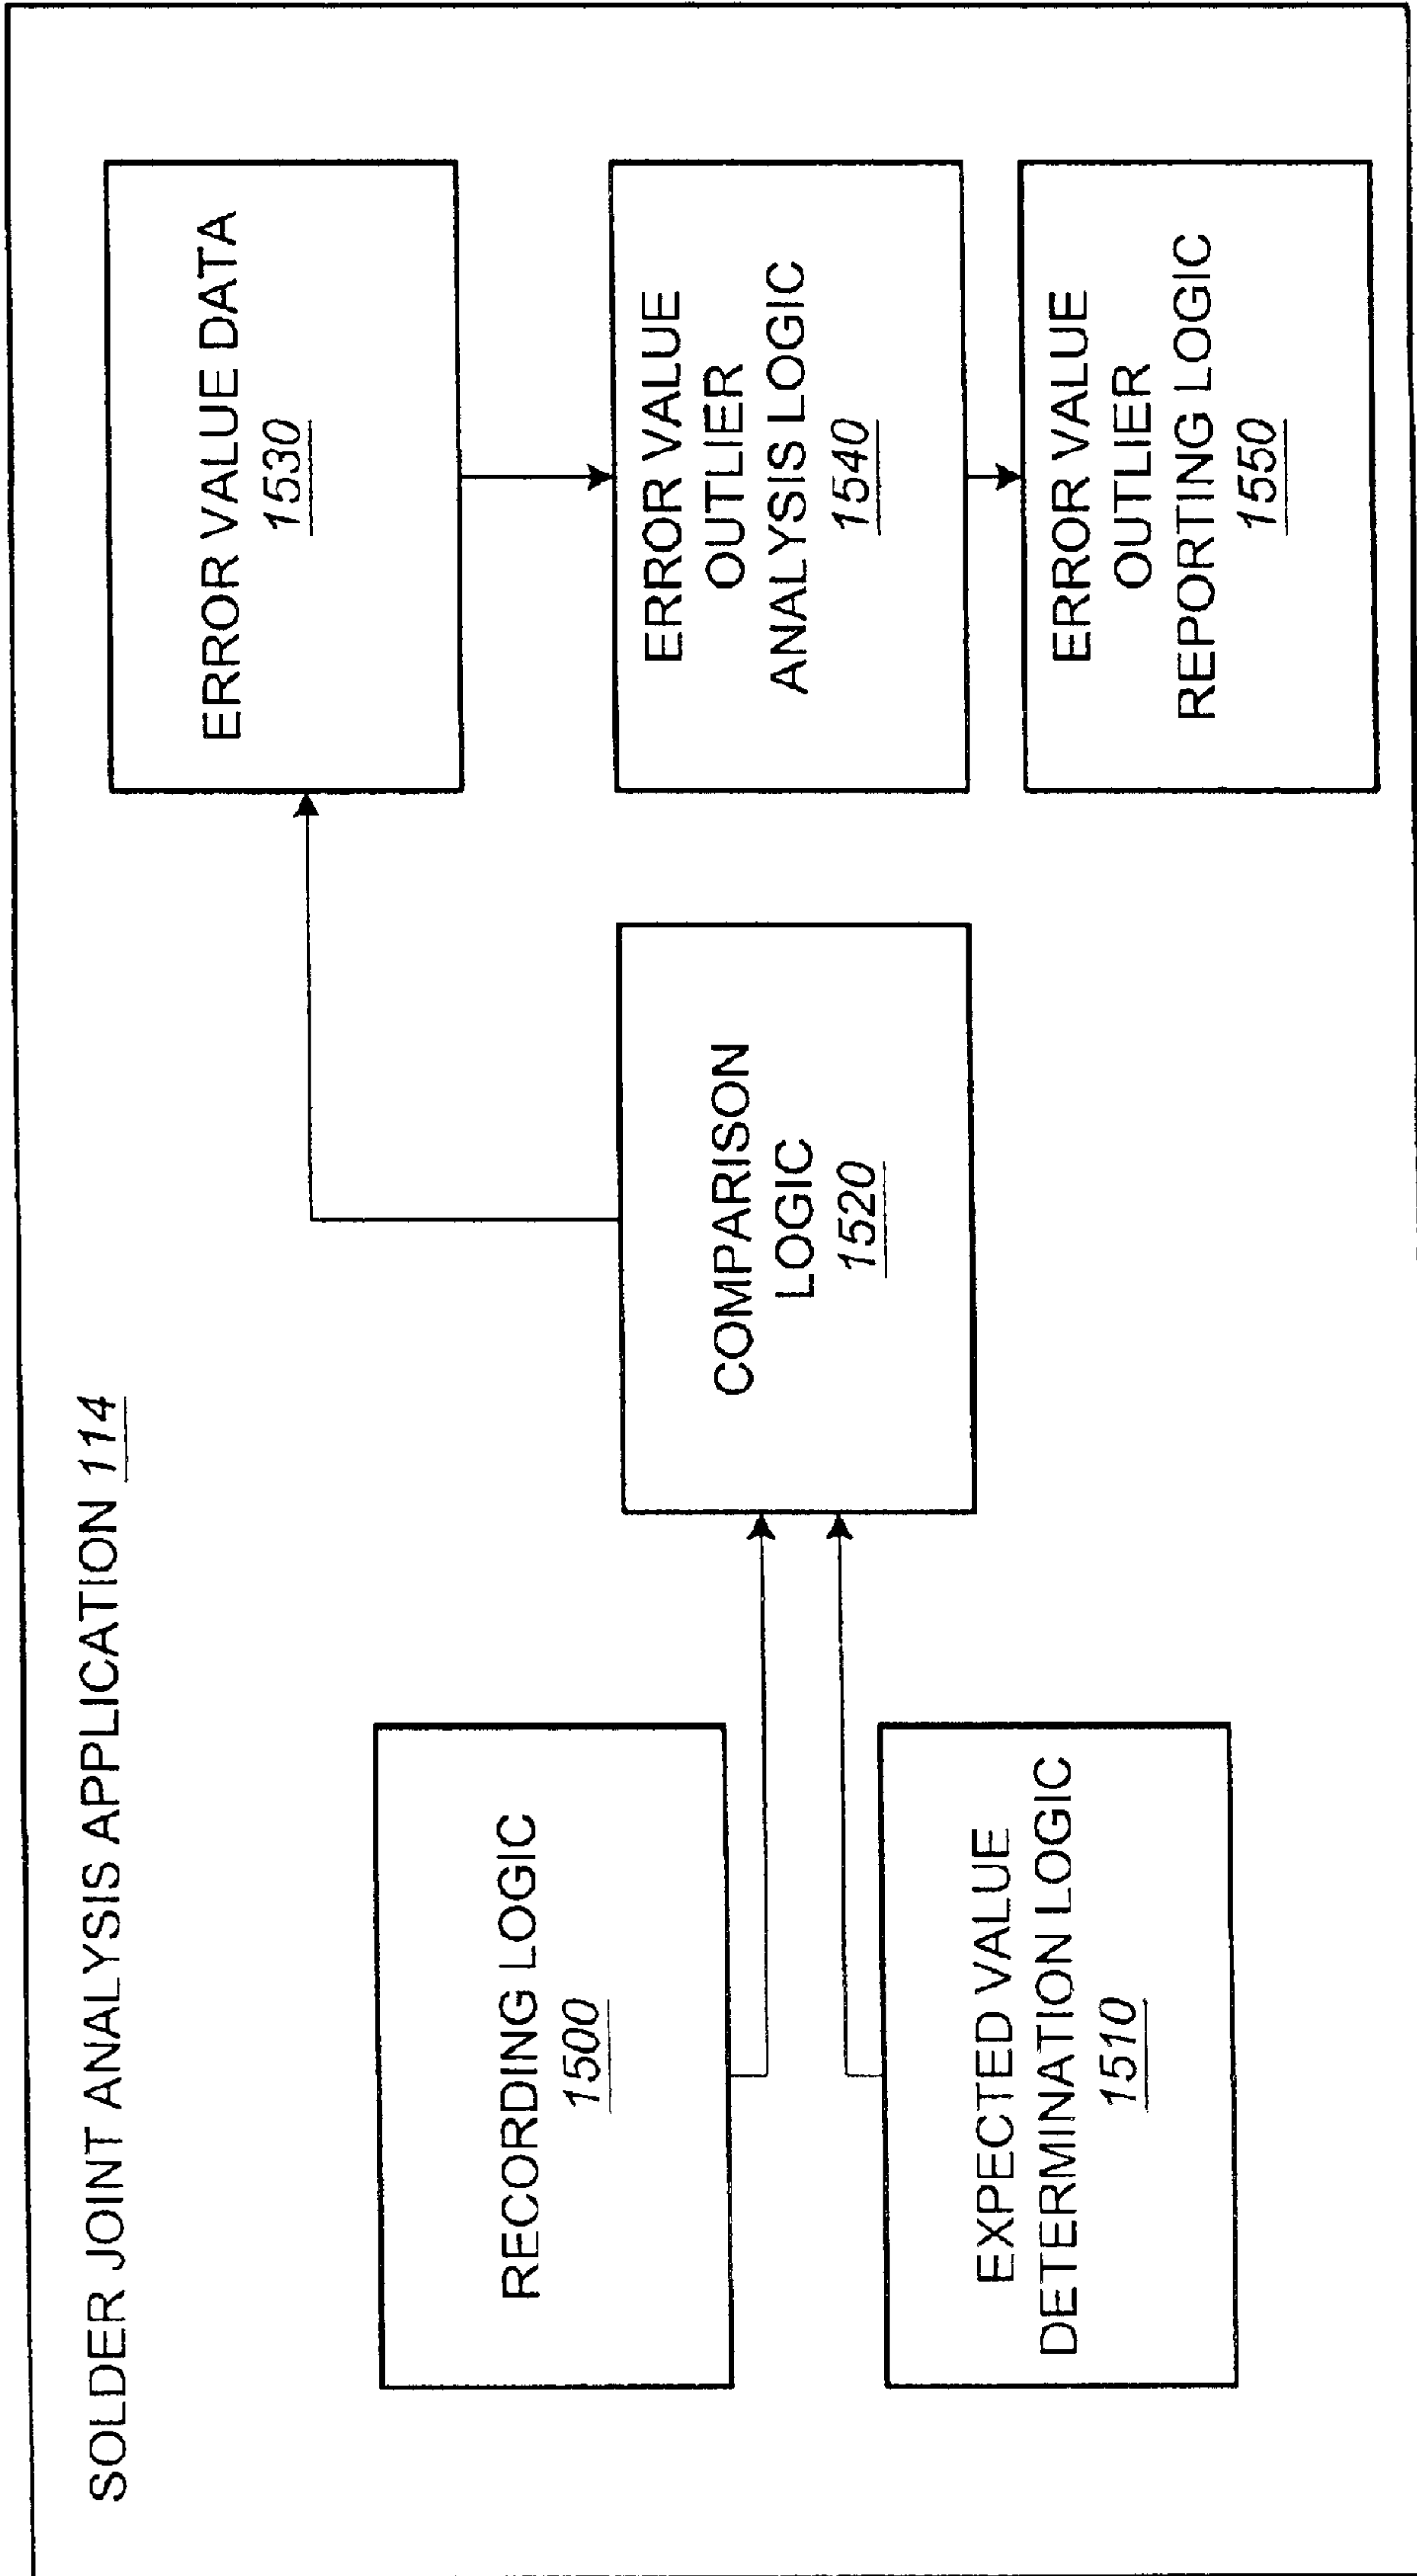 SOLDER JOINT ANALYSIS APPLICATION 114
RECORDING LOGIC
1500
EXPECTED VALUE
DETERMINATION LOGIC
1510
COMPARISON
LOGIC
1520
ERROR VALUE DATA
1530
ERROR VALUE
OUTLIER
ANALYSIS LOGIC
1540
ERROR VALUE
OUTLIER
REPORTING LOGIC
1550